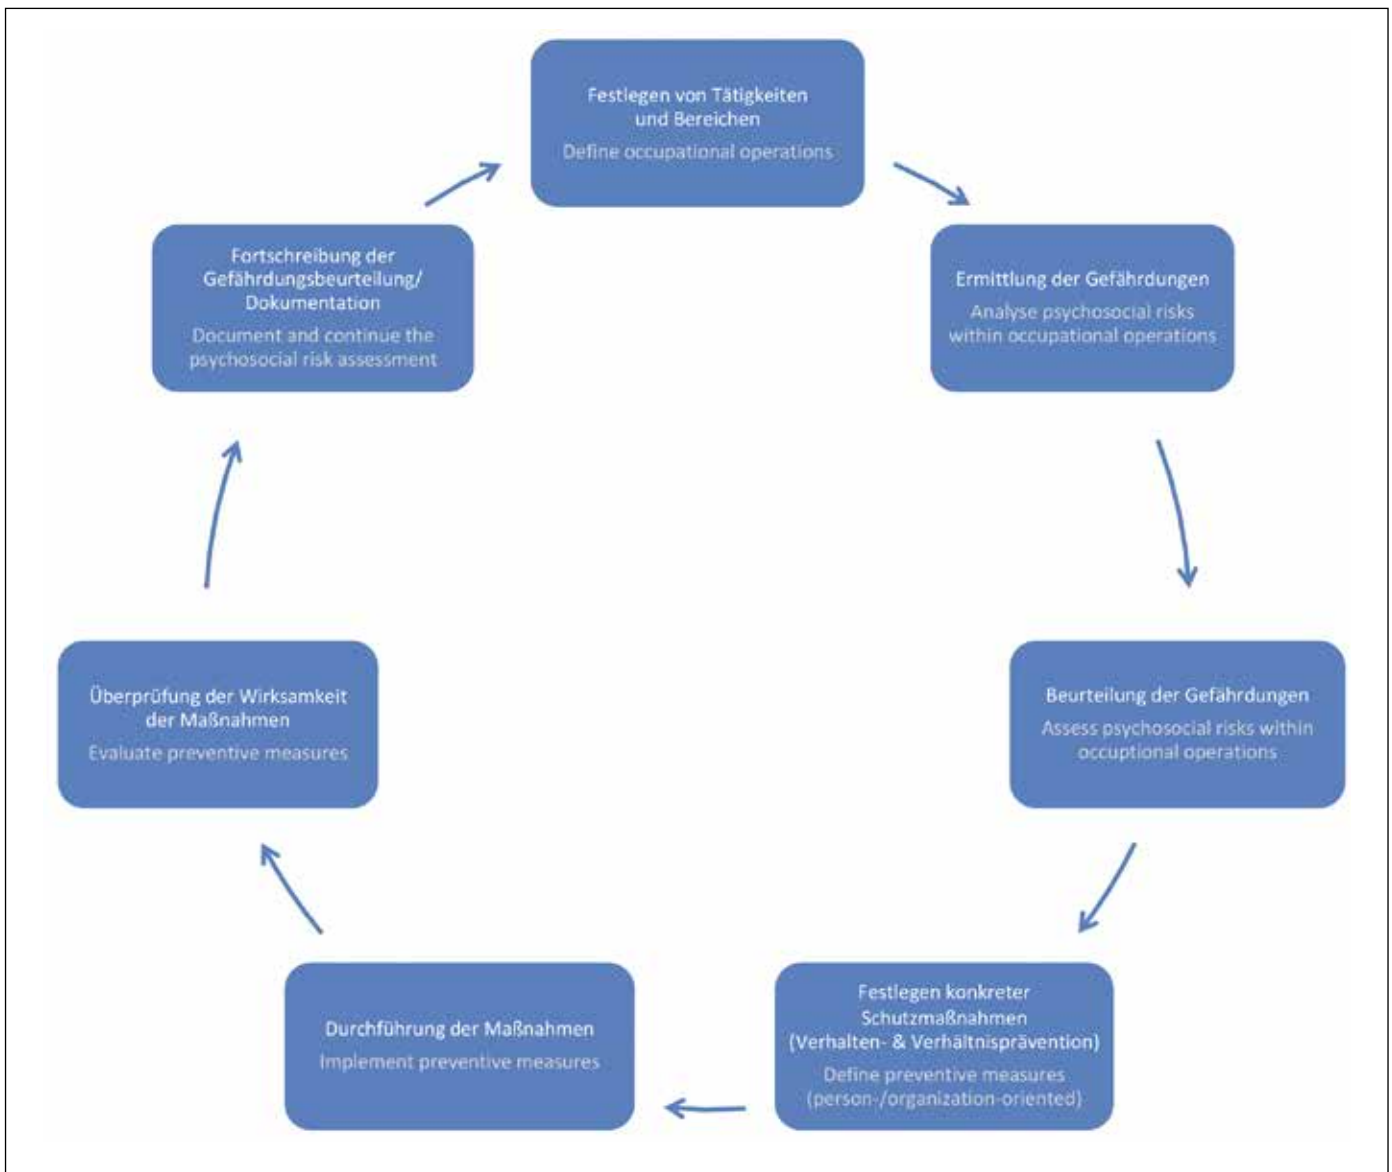 Festlegen von Tätigkeiten
und Bereichen
Define occupational operations
Ermittlung der Gefährdungen
Analyse psychosocial risks
within occupational operations
Beurteilung der Gefährdungen
Assess psychosocial risks within
occuptional operations
Festlegen konkreter
Schutzmaßnahmen
(Verhalten- & Verhältnisprävention)
Define preventive measures
(person-/organization-oriented)
Durchführung der Maßnahmen
Implement preventive measures
Überprüfung der Wirksamkeit
der Maßnahmen
Evaluate preventive measures
Fortschreibung der
Gefährdungsbeurteilung/
Dokumentation
Document and continue the
psychosocial risk assessment